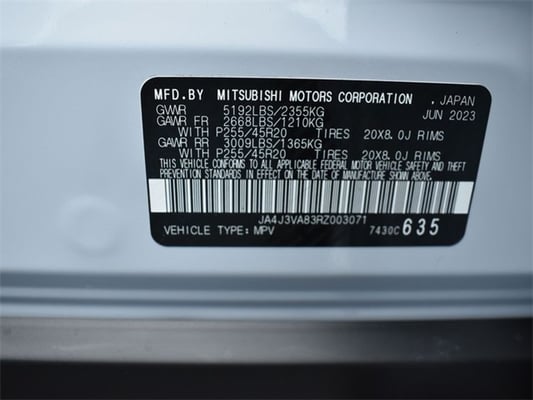 MFD.BY MITSUBISHI MOTORS CORPORATION . JAPAN
GVWR 5192LBS/2355KG JUN 2023
GAWR FR 2668LBS/1210KG
WITH P255/45R20 TIRES 20X8.0J RIMS
GAWR RR 3009LBS/1365KG
WITH P255/45R20 TIRES 20X8.0J RIMS
THIS VEHICLE CONFORMS TO ALL APPLICABLE FEDERAL MOTOR VEHICLE SAFETY AND THEFT
PREVENTION STANDARDS IN EFFECT ON THE DATE OF MANUFACTURE SHOWN ABOVE.
JA4J3VA83RZ003071
VEHICLE TYPE: MPV 7430C 635